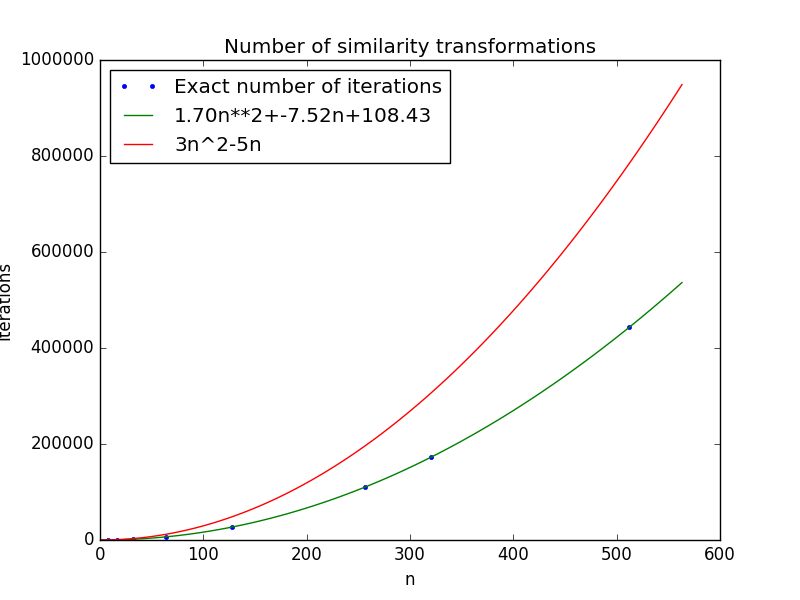 Number of similarity transformations
1000000
800000
600000
400000
200000
0
Exact number of iterations
1.70n**2+-7.52n+108.43
3n^2-5n
iterations
0 100 200 300 400 500 600
n